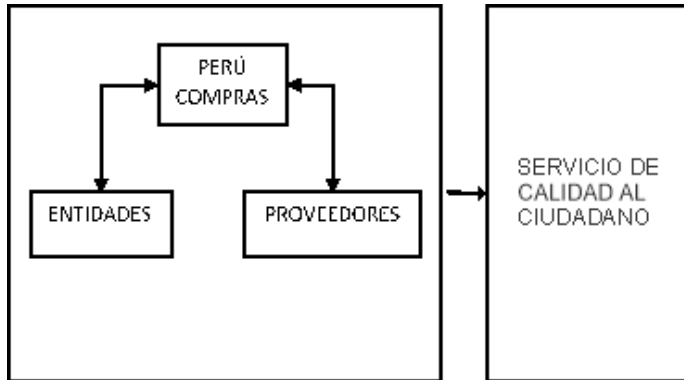 PERÚ
COMPRAS
ENTIDADES
PROVEEDORES
SERVICIO DE
CALIDAD AL
CIUDADANO